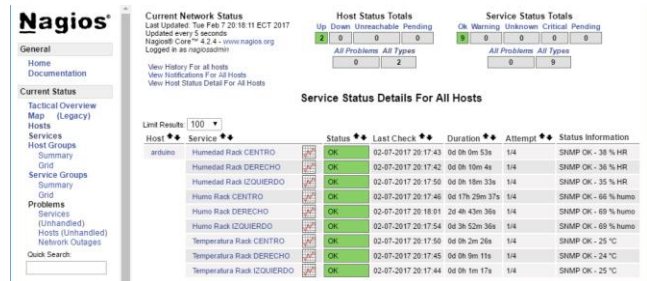 Nagios®
General
Home
Documentation
Current Status
Tactical Overview
Map (Legacy)
Hosts
Services
Host Groups
Summary
Grid
Service Groups
Summary
Grid
Problems
Services
(Unhandled)
Hosts (Unhandled)
Network Outages
Quick Search:
Current Network Status
Last Updated: Tue Feb 7 20:18:11 ECT 2017
Updated every 5 seconds
Nagios® Core™ 4.2.4 - www.nagios.org
Logged in as nagiosadmin
View History For all hosts
View Notifications For All Hosts
View Host Status Detail For All Hosts
Host Status Totals
Up Down Unreachable Pending
2 0 0 0
All Problems All Types
0 2
Service Status Totals
Ok Warning Unknown Critical Pending
9 0 0 0 0
All Problems All Types
0 9
Service Status Details For All Hosts
Limit Results: 100
Host Service Status Last Check Duration Attempt Status Information
arduino Humedad Rack CENTRO OK 02-07-2017 20:17:43 0d 0h 0m 53s 1/4 SNMP OK - 38 % HR
Humedad Rack DERECHO OK 02-07-2017 20:17:42 0d 0h 10m 4s 1/4 SNMP OK - 36 % HR
Humedad Rack IZQUIERDO OK 02-07-2017 20:17:50 0d 0h 18m 33s 1/4 SNMP OK - 35 % HR
Humo Rack CENTRO OK 02-07-2017 20:17:46 0d 17h 29m 37s 1/4 SNMP OK - 66 % humo
Humo Rack DERECHO OK 02-07-2017 20:18:01 2d 4h 43m 36s 1/4 SNMP OK - 69 % humo
Humo Rack IZQUIERDO OK 02-07-2017 20:17:54 0d 3h 52m 36s 1/4 SNMP OK - 69 % humo
Temperatura Rack CENTRO OK 02-07-2017 20:17:50 0d 0h 2m 26s 1/4 SNMP OK - 25 °C
Temperatura Rack DERECHO OK 02-07-2017 20:17:45 0d 0h 9m 11s 1/4 SNMP OK - 24 °C
Temperatura Rack IZQUIERDO OK 02-07-2017 20:17:44 0d 0h 1m 17s 1/4 SNMP OK - 25 °C